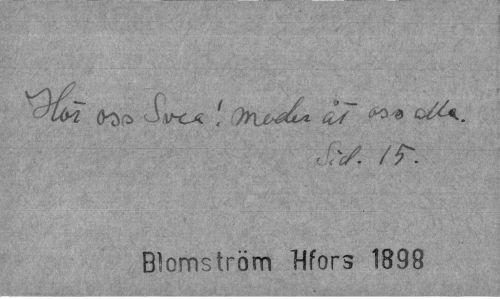 Hör oss Svea! moder åt oss alla.
Sid. 15.
Blomström Hfors 1898